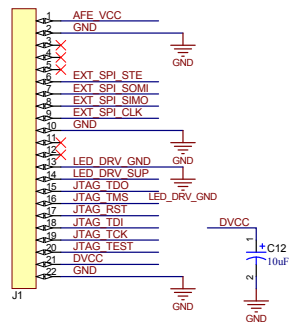 1 AFE_VCC
2 GND
3
4
5
GND
6 EXT_SPI_STE
7 EXT_SPI_SOMI
8 EXT_SPI_SIMO
9 EXT_SPI_CLK
10 GND
11
12
GND
13 LED_DRV_GND
14 LED_DRV_SUP
15 JTAG_TDO
16 JTAG_TMS
LED_DRV_GND
17 JTAG_RST
18 JTAG_TDI
19 JTAG_TCK
20 JTAG_TEST
21 DVCC
22 GND
GND
J1
DVCC
1
+
C12
10uF
2
GND